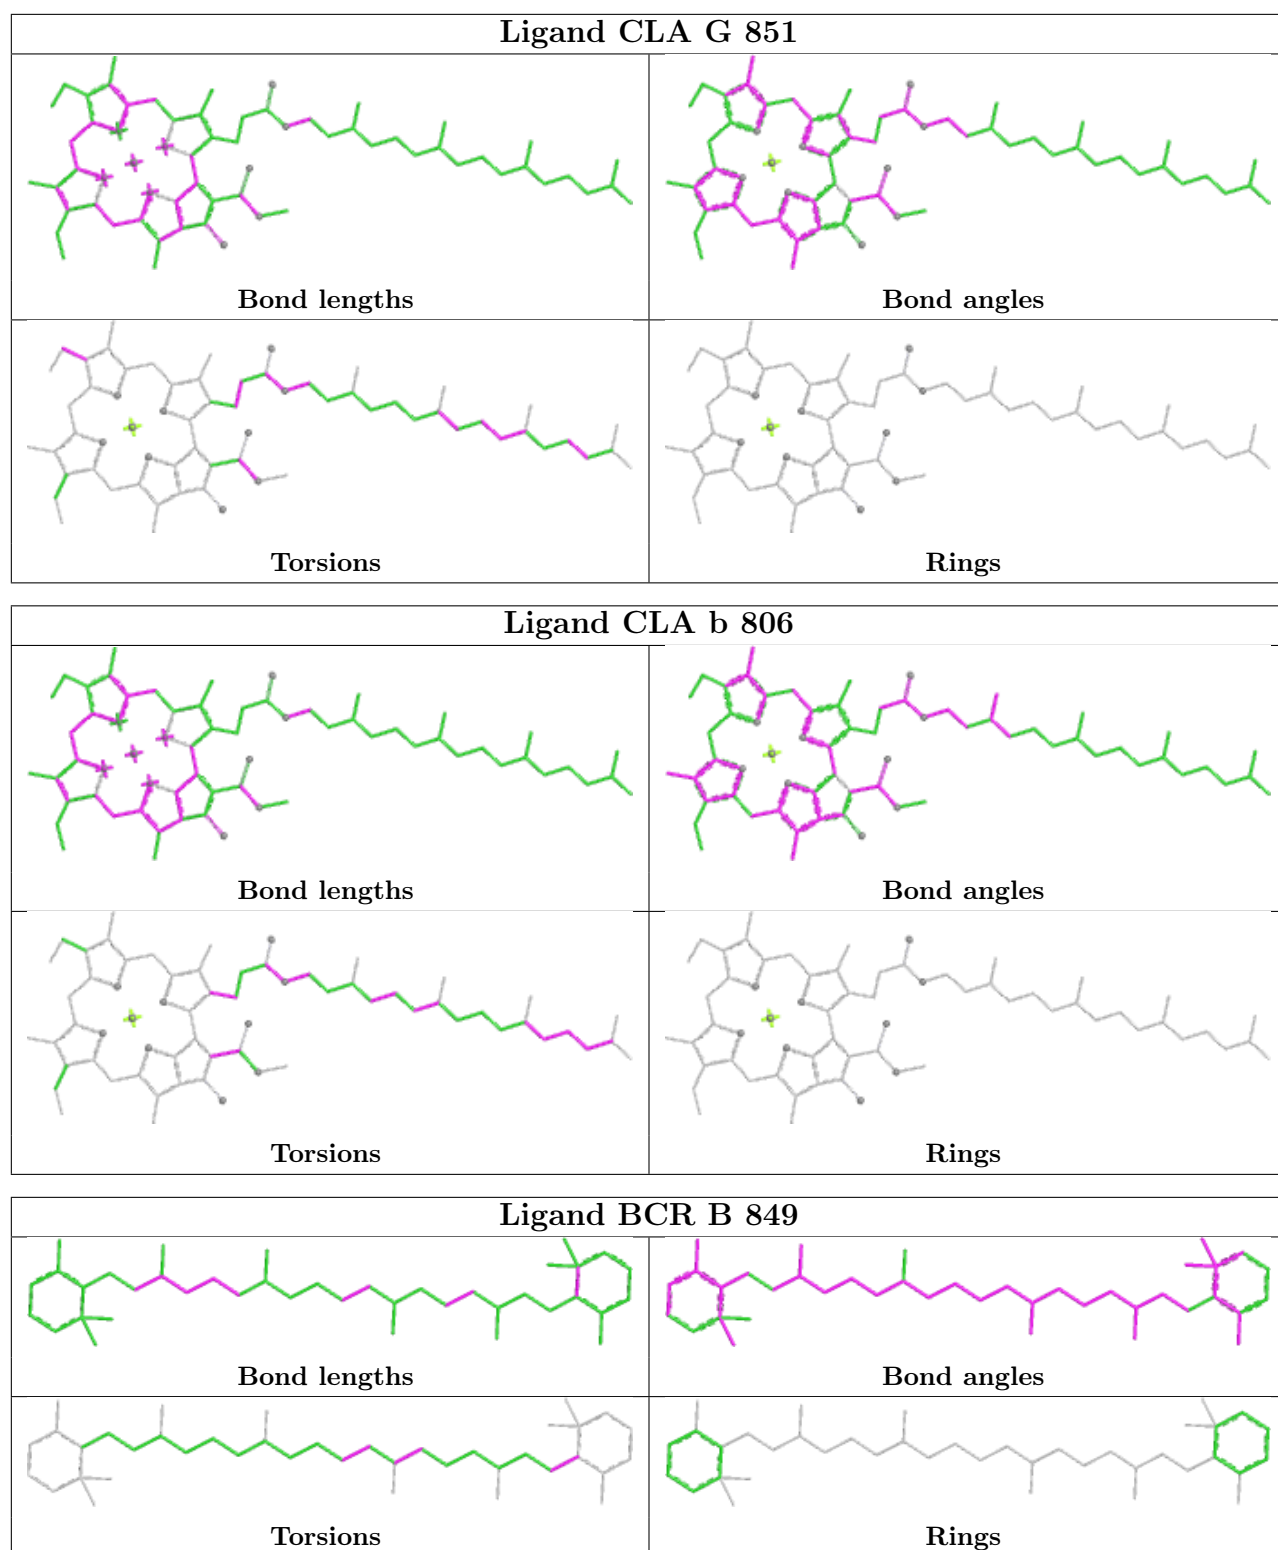 Ligand CLA G 851
Bond lengths
Bond angles
Torsions
Rings
Ligand CLA b 806
Bond lengths
Bond angles
Torsions
Rings
Ligand BCR B 849
Bond lengths
Bond angles
Torsions
Rings